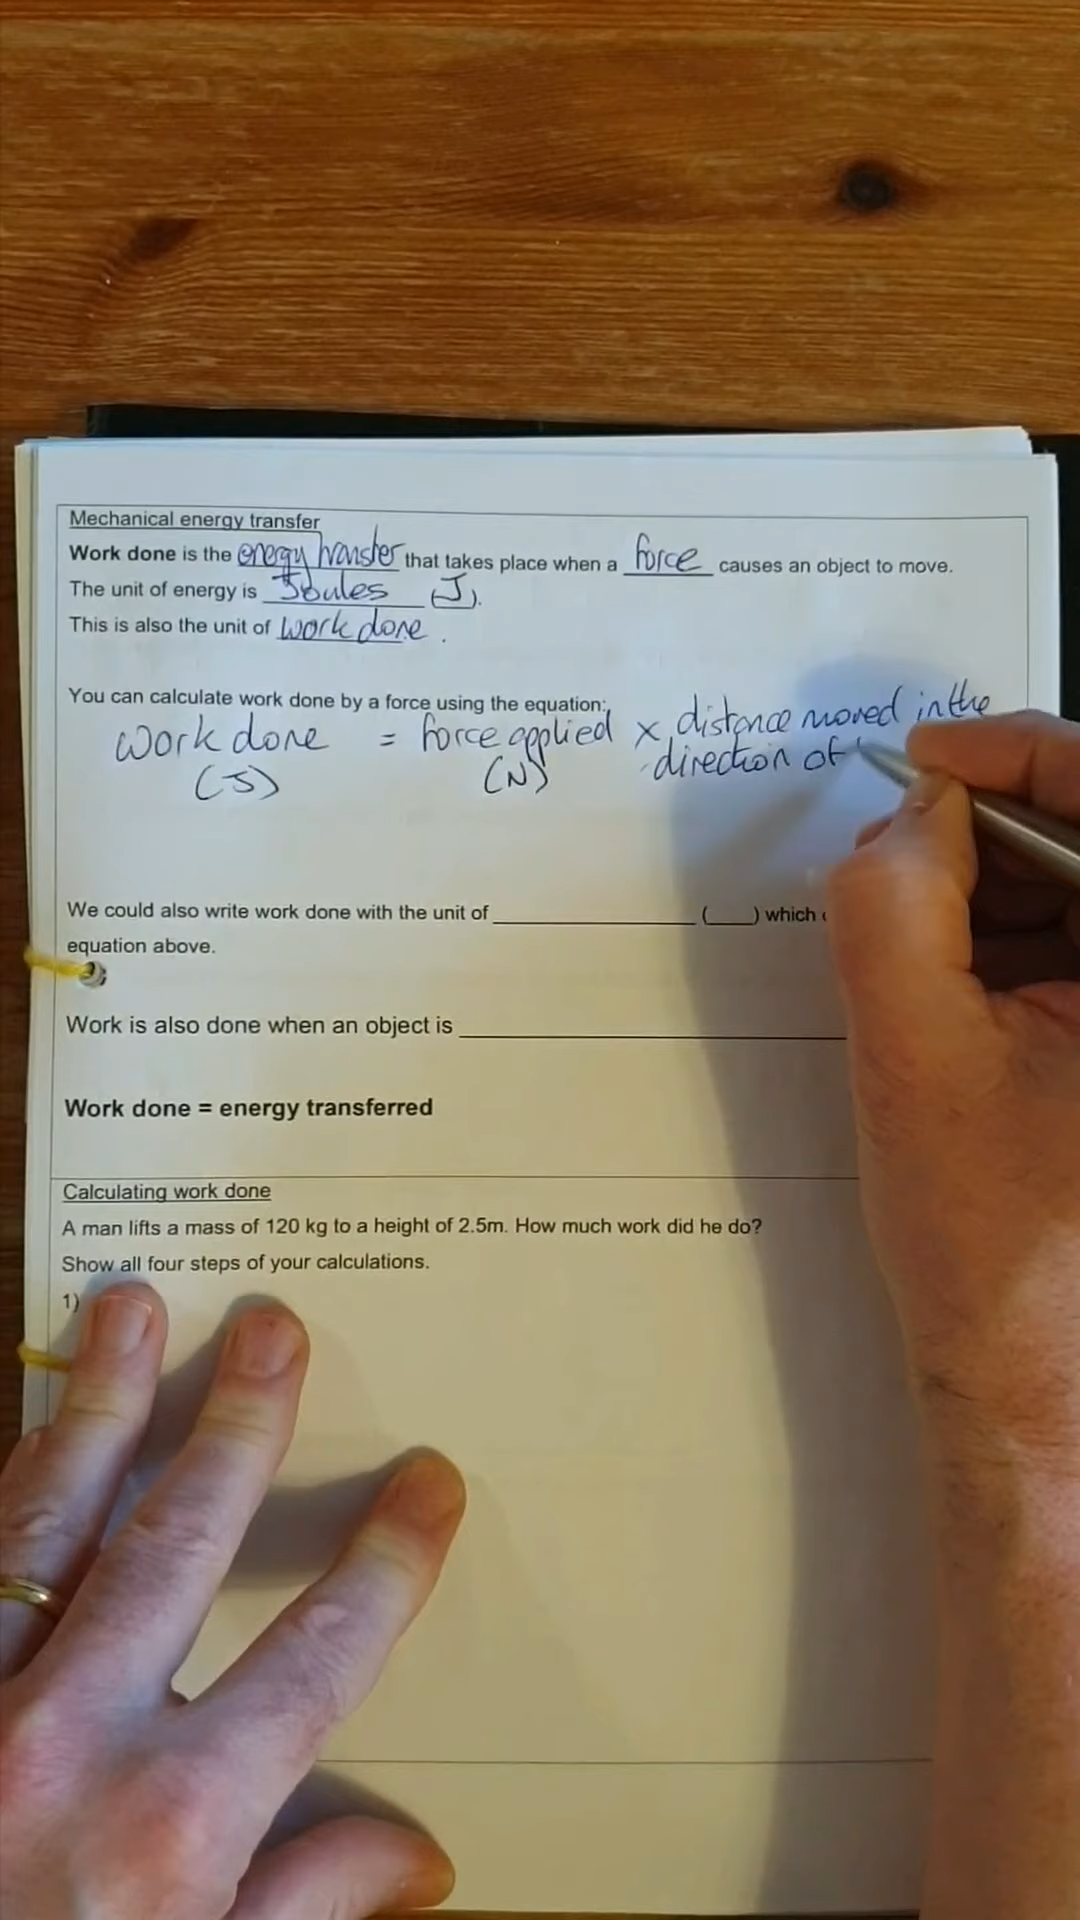 Mechanical energy transfer
Work done is the energy transfer that takes place when a force causes an object to move.
The unit of energy is Joules (J).
This is also the unit of work done.
You can calculate work done by a force using the equation:
work done = force applied x distance moved in the
(J) (N) direction of
We could also write work done with the unit of ____________ (____) which
equation above.
Work is also done when an object is ____________
Work done = energy transferred
Calculating work done
A man lifts a mass of 120 kg to a height of 2.5m. How much work did he do?
Show all four steps of your calculations.
1)